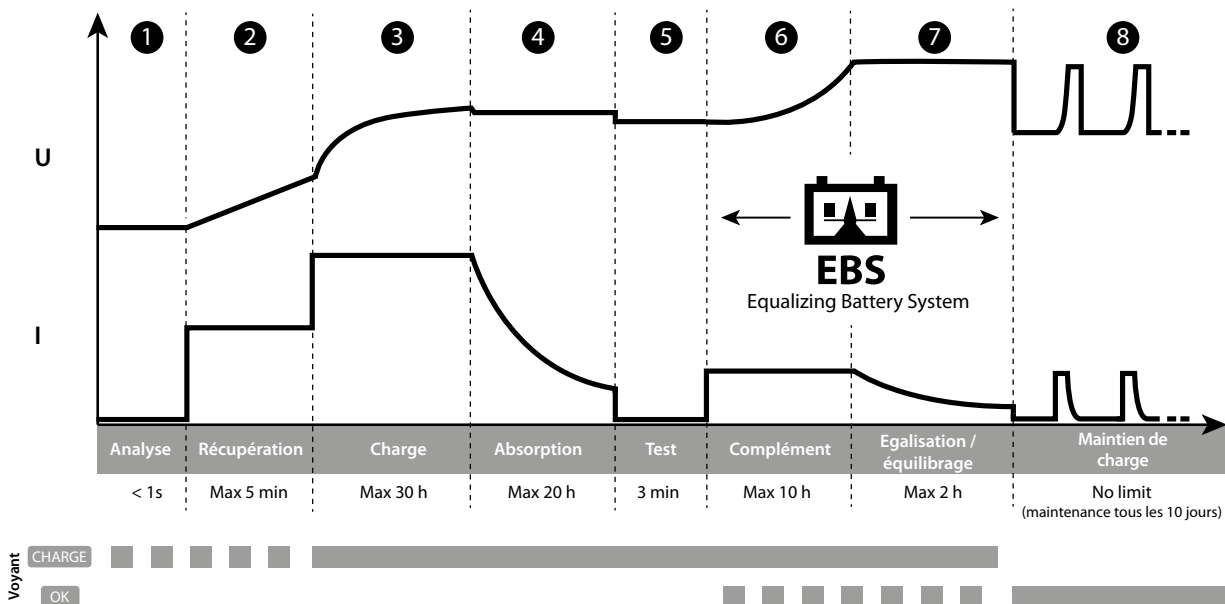 1 2 3 4 5 6 7 8
U
EBS
Equalizing Battery System
I
Analyse Récupération Charge Absorption Test Complément Egalisation / équilibrage Maintien de charge
< 1s Max 5 min Max 30 h Max 20 h 3 min Max 10 h Max 2 h No limit
(maintenance tous les 10 jours)
Voyant
CHARGE
OK